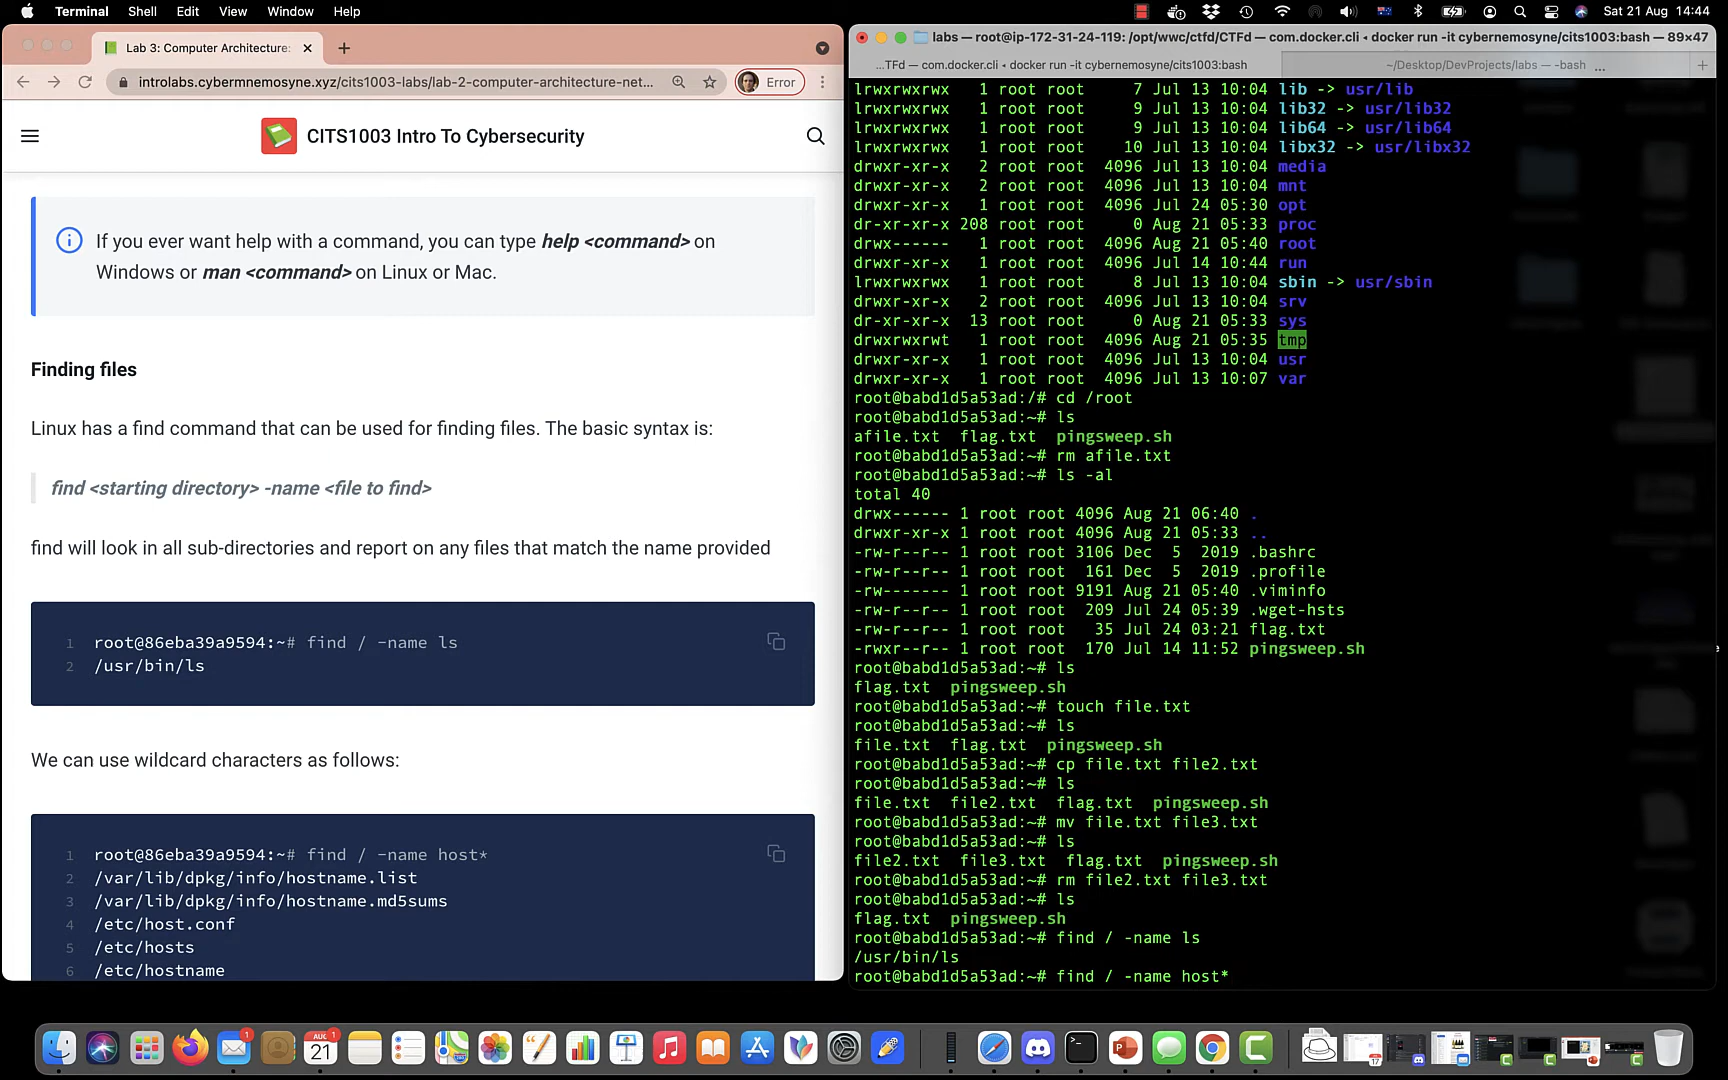 Terminal Shell Edit View Window Help
Sat 21 Aug 14:44
Lab 3: Computer Architecture:
introlabs.cybermnemosyne.xyz/cits1003-labs/lab-2-computer-architecture-net...
Error
CITS1003 Intro To Cybersecurity
If you ever want help with a command, you can type help <command> on
Windows or man <command> on Linux or Mac.
Finding files
Linux has a find command that can be used for finding files. The basic syntax is:
find <starting directory> -name <file to find>
find will look in all sub-directories and report on any files that match the name provided
1 root@86eba39a9594:~# find / -name ls
2 /usr/bin/ls
We can use wildcard characters as follows:
1 root@86eba39a9594:~# find / -name host*
2 /var/lib/dpkg/info/hostname.list
3 /var/lib/dpkg/info/hostname.md5sums
4 /etc/host.conf
5 /etc/hosts
6 /etc/hostname
labs — root@ip-172-31-24-119: /opt/wwc/ctfd/CTFd — com.docker.cli ◂ docker run -it cybernemosyne/cits1003:bash — 89×47
...TFd — com.docker.cli ◂ docker run -it cybernemosyne/cits1003:bash
~/Desktop/DevProjects/labs — -bash ...
lrwxrwxrwx 1 root root 7 Jul 13 10:04 lib -> usr/lib
lrwxrwxrwx 1 root root 9 Jul 13 10:04 lib32 -> usr/lib32
lrwxrwxrwx 1 root root 9 Jul 13 10:04 lib64 -> usr/lib64
lrwxrwxrwx 1 root root 10 Jul 13 10:04 libx32 -> usr/libx32
drwxr-xr-x 2 root root 4096 Jul 13 10:04 media
drwxr-xr-x 2 root root 4096 Jul 13 10:04 mnt
drwxr-xr-x 1 root root 4096 Jul 24 05:30 opt
dr-xr-xr-x 208 root root 0 Aug 21 05:33 proc
drwx------ 1 root root 4096 Aug 21 05:40 root
drwxr-xr-x 1 root root 4096 Jul 14 10:44 run
lrwxrwxrwx 1 root root 8 Jul 13 10:04 sbin -> usr/sbin
drwxr-xr-x 2 root root 4096 Jul 13 10:04 srv
dr-xr-xr-x 13 root root 0 Aug 21 05:33 sys
drwxrwxrwt 1 root root 4096 Aug 21 05:35 tmp
drwxr-xr-x 1 root root 4096 Jul 13 10:04 usr
drwxr-xr-x 1 root root 4096 Jul 13 10:07 var
root@babd1d5a53ad:/# cd /root
root@babd1d5a53ad:~# ls
afile.txt flag.txt pingsweep.sh
root@babd1d5a53ad:~# rm afile.txt
root@babd1d5a53ad:~# ls -al
total 40
drwx------ 1 root root 4096 Aug 21 06:40 .
drwxr-xr-x 1 root root 4096 Aug 21 05:33 ..
-rw-r--r-- 1 root root 3106 Dec 5 2019 .bashrc
-rw-r--r-- 1 root root 161 Dec 5 2019 .profile
-rw------- 1 root root 9191 Aug 21 05:40 .viminfo
-rw-r--r-- 1 root root 209 Jul 24 05:39 .wget-hsts
-rw-r--r-- 1 root root 35 Jul 24 03:21 flag.txt
-rwxr--r-- 1 root root 170 Jul 14 11:52 pingsweep.sh
root@babd1d5a53ad:~# ls
flag.txt pingsweep.sh
root@babd1d5a53ad:~# touch file.txt
root@babd1d5a53ad:~# ls
file.txt flag.txt pingsweep.sh
root@babd1d5a53ad:~# cp file.txt file2.txt
root@babd1d5a53ad:~# ls
file.txt file2.txt flag.txt pingsweep.sh
root@babd1d5a53ad:~# mv file.txt file3.txt
root@babd1d5a53ad:~# ls
file2.txt file3.txt flag.txt pingsweep.sh
root@babd1d5a53ad:~# rm file2.txt file3.txt
root@babd1d5a53ad:~# ls
flag.txt pingsweep.sh
root@babd1d5a53ad:~# find / -name ls
/usr/bin/ls
root@babd1d5a53ad:~# find / -name host*
1
AUG
21
1
17